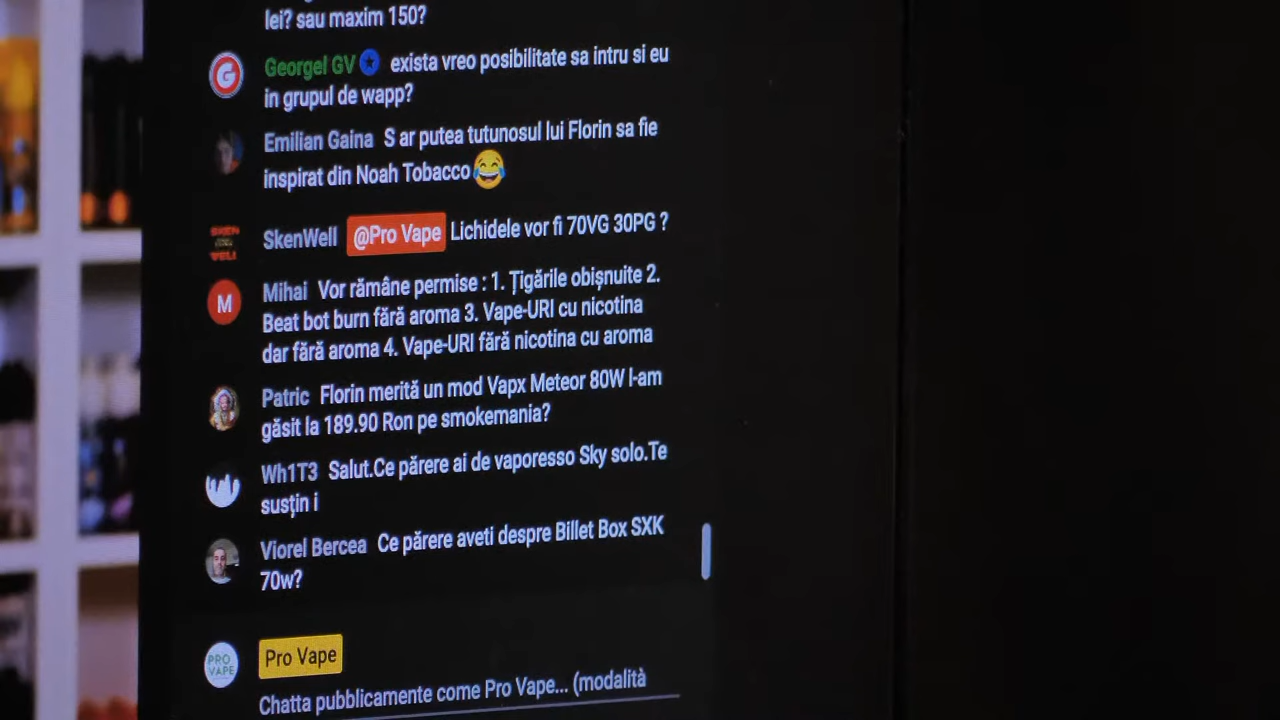 lei? sau maxim 150?
Georgel GV exista vreo posibilitate sa intru si eu
in grupul de wapp?
Emilian Gaina S ar putea tutunosul lui Florin sa fie
inspirat din Noah Tobacco😂
SkenWell @Pro Vape Lichidele vor fi 70VG 30PG ?
Mihai Vor rămâne permise : 1. Țigările obișnuite 2.
Beat bot burn fără aroma 3. Vape-URI cu nicotina
dar fără aroma 4. Vape-URI fără nicotina cu aroma
Patric Florin merită un mod Vapx Meteor 80W l-am
găsit la 189.90 Ron pe smokemania?
Wh1T3 Salut.Ce părere ai de vaporesso Sky solo.Te
susțin i
Viorel Bercea Ce părere aveti despre Billet Box SXK
70w?
PRO
VAPE
Pro Vape
Chatta pubblicamente come Pro Vape... (modalità